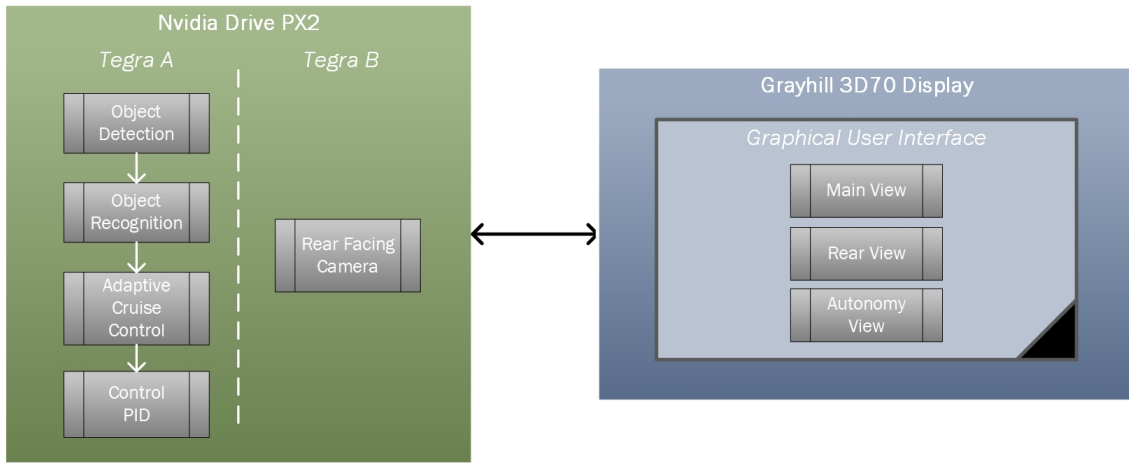 Nvidia Drive PX2
Tegra A
Tegra B
Object
Detection
Object
Recognition
Adaptive
Cruise
Control
Control
PID
Rear Facing
Camera
Grayhill 3D70 Display
Graphical User Interface
Main View
Rear View
Autonomy
View